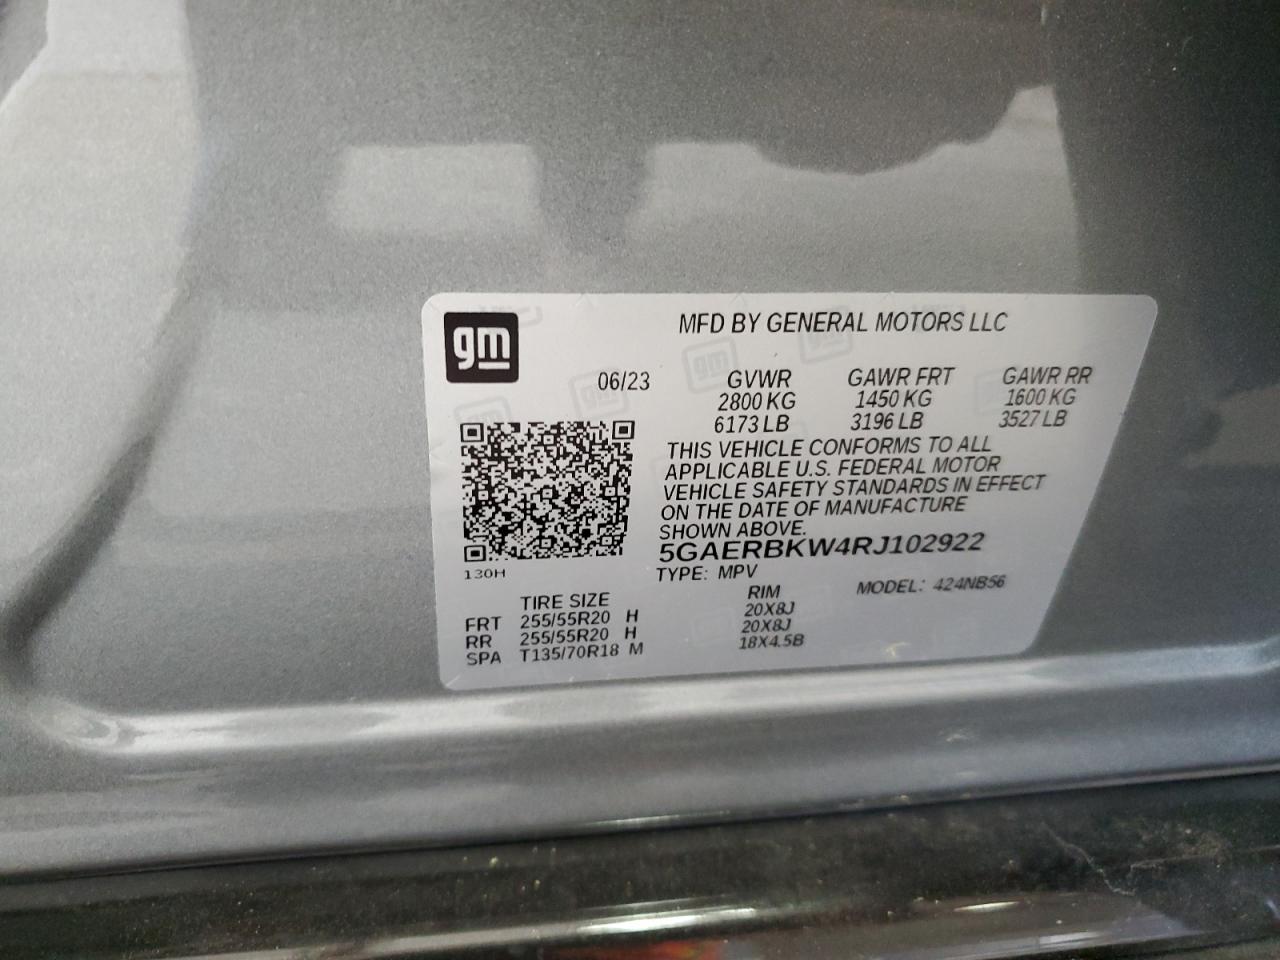 gm
MFD BY GENERAL MOTORS LLC
06/23 GVWR GAWR FRT GAWR RR
2800 KG 1450 KG 1600 KG
6173 LB 3196 LB 3527 LB
THIS VEHICLE CONFORMS TO ALL
APPLICABLE U.S. FEDERAL MOTOR
VEHICLE SAFETY STANDARDS IN EFFECT
ON THE DATE OF MANUFACTURE
SHOWN ABOVE.
5GAERBKW4RJ102922
130H
TYPE: MPV
MODEL: 424NB56
TIRE SIZE RIM
FRT 255/55R20 H 20X8J
RR 255/55R20 H 20X8J
SPA T135/70R18 M 18X4.5B